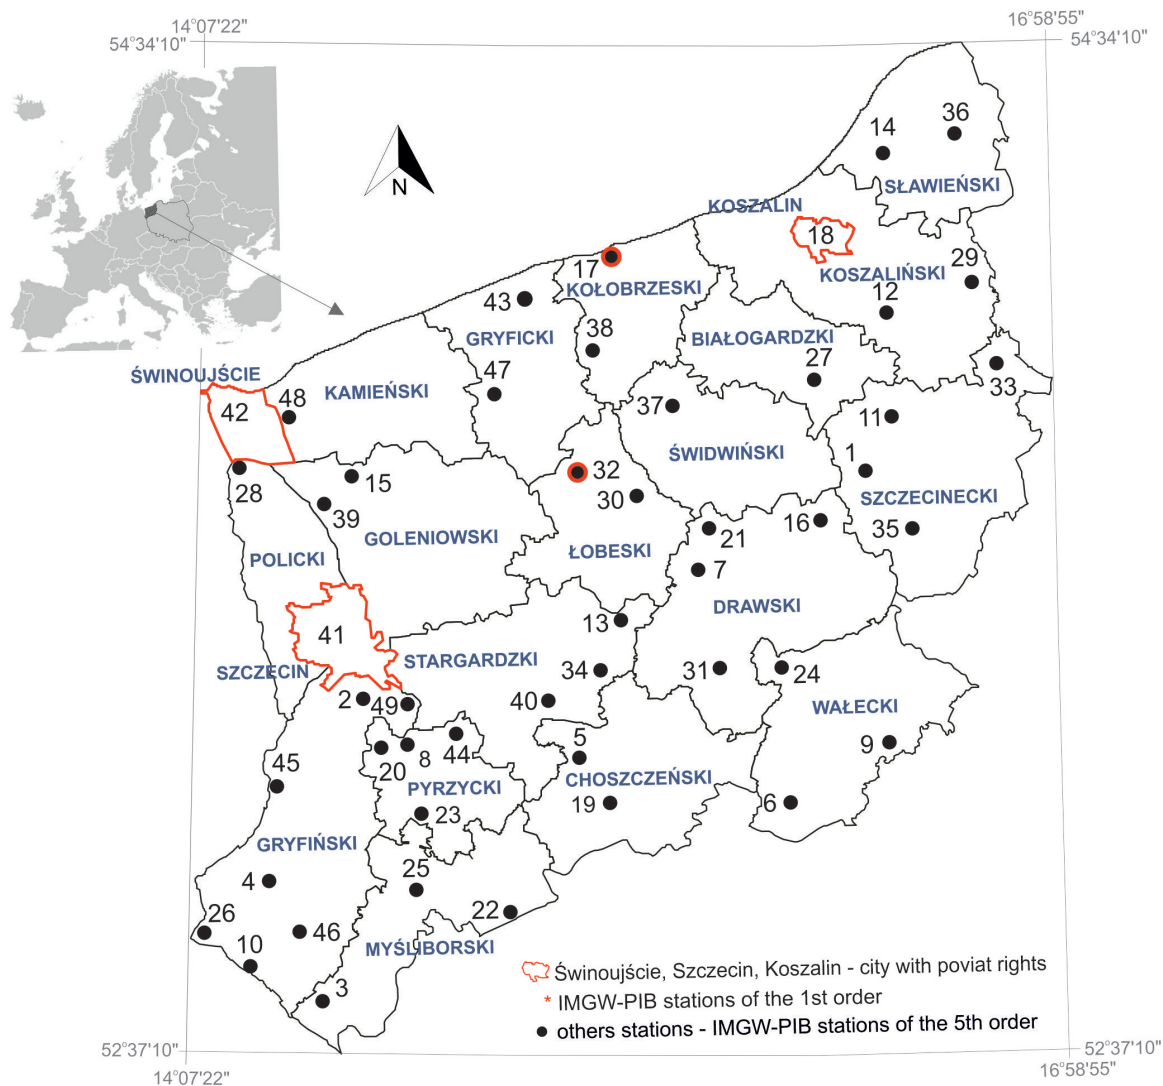 14°07'22"
16°58'55"
54°34'10"
54°34'10"
36
14
SŁAWIEŃSKI
KOSZALIN
18
17
29
KOSZALIŃSKI
KOŁOBRZESKI
43
12
38
GRYFICKI
BIAŁOGARDZKI
27
33
ŚWINOUJŚCIE
47
48
KAMIEŃSKI
42
37
11
ŚWIDWIŃSKI
1
32
15
28
30
SZCZECINECKI
39
16
35
21
GOLENIOWSKI
ŁOBESKI
POLICKI
7
DRAWSKI
13
41
STARGARDZKI
SZCZECIN
34
31
24
2
49
40
WAŁECKI
5
9
8
44
20
45
CHOSZCZEŃSKI
PYRZYCKI
19
6
23
GRYFIŃSKI
25
4
22
26
46
10
MYŚLIBORSKI
3
N
Świnoujście, Szczecin, Koszalin - city with poviat rights
* IMGW-PIB stations of the 1st order
others stations - IMGW-PIB stations of the 5th order
52°37'10"
52°37'10"
14°07'22"
16°58'55"